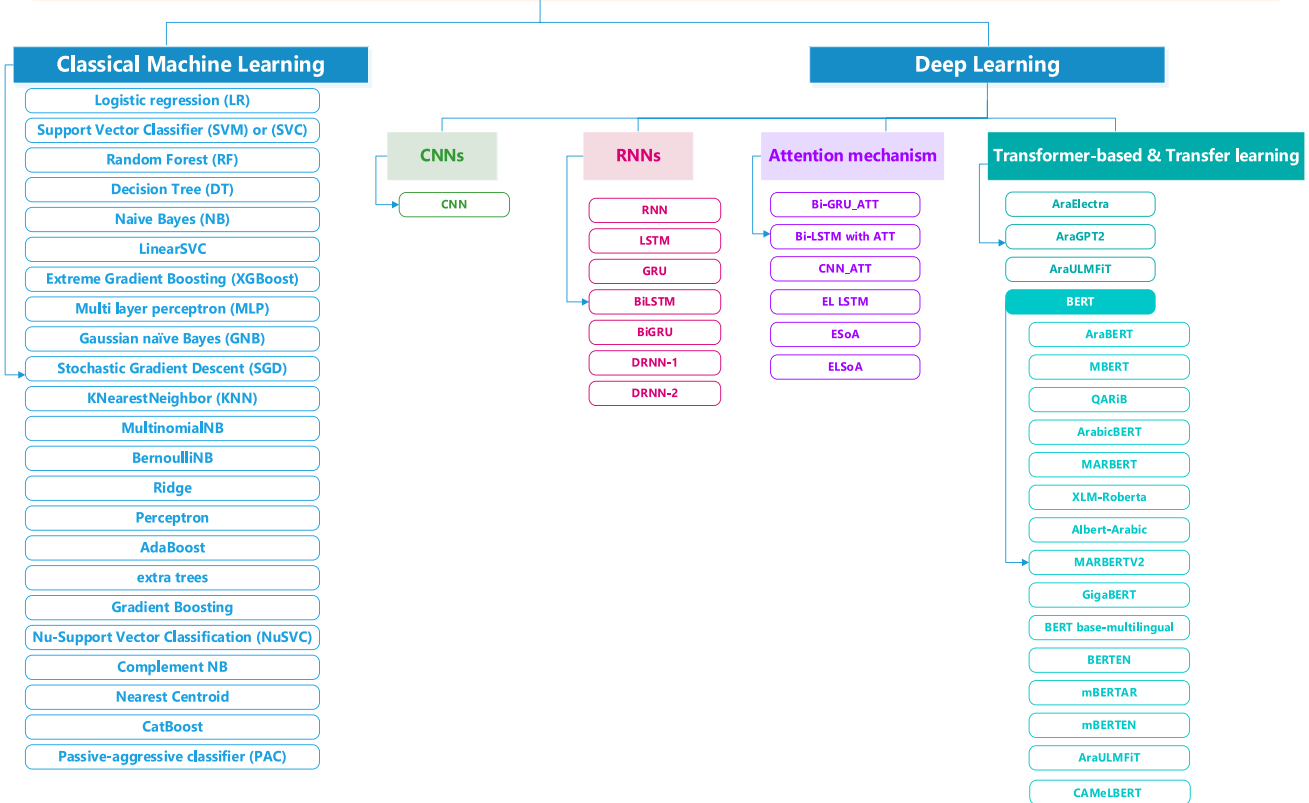 Classical Machine Learning
Logistic regression (LR)
Support Vector Classifier (SVM) or (SVC)
Random Forest (RF)
Decision Tree (DT)
Naive Bayes (NB)
LinearSVC
Extreme Gradient Boosting (XGBoost)
Multi layer perceptron (MLP)
Gaussian naïve Bayes (GNB)
Stochastic Gradient Descent (SGD)
KNearestNeighbor (KNN)
MultinomialNB
BernoulliNB
Ridge
Perceptron
AdaBoost
extra trees
Gradient Boosting
Nu-Support Vector Classification (NuSVC)
Complement NB
Nearest Centroid
CatBoost
Passive-aggressive classifier (PAC)
Deep Learning
CNNs
CNN
RNNs
RNN
LSTM
GRU
BiLSTM
BiGRU
DRNN-1
DRNN-2
Attention mechanism
Bi-GRU_ATT
Bi-LSTM with ATT
CNN_ATT
EL LSTM
ESoA
ELSoA
Transformer-based & Transfer learning
AraElectra
AraGPT2
AraULMFiT
BERT
AraBERT
MBERT
QARiB
ArabicBERT
MARBERT
XLM-Roberta
Albert-Arabic
MARBERTV2
GigaBERT
BERT base-multilingual
BERTEN
mBERTAR
mBERTEN
AraULMFiT
CAMeLBERT